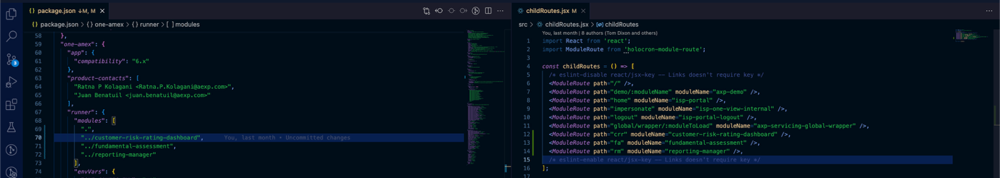 package.json ↓M, M
package.json > {} one-amex > {} runner > [ ] modules
58 },
59 "one-amex": {
60 "app": {
61 "compatibility": "6.x"
62 },
63 "product-contacts": [
64 "Ratna P Kolagani <Ratna.P.Kolagani@aexp.com>",
65 "Juan Benatuil <juan.benatuil@aexp.com>"
66 ],
67 "runner": {
68 "modules": [
69 ".",
70 "../customer-risk-rating-dashboard", You, last month • Uncommitted changes
71 "../fundamental-assessment",
72 "../reporting-manager"
73 ],
74 "envVars": {
3
childRoutes.jsx M
src > childRoutes.jsx > childRoutes
You, last month | 8 authors (Tom Dixon and others)
1 import React from 'react';
2 import ModuleRoute from 'holocron-module-route';
3
4 const childRoutes = () => [
5 /* eslint-disable react/jsx-key –– Links doesn't require key */
6 <ModuleRoute path="/" />,
7 <ModuleRoute path="demo/:moduleName" moduleName="axp-demo" />,
8 <ModuleRoute path="home" moduleName="isp-portal" />,
9 <ModuleRoute path="impersonate" moduleName="isp-one-view-internal" />,
10 <ModuleRoute path="logout" moduleName="isp-portal-logout" />,
11 <ModuleRoute path="global/wrapper/:moduleToLoad" moduleName="axp-servicing-global-wrapper" />,
12 <ModuleRoute path="crr" moduleName="customer-risk-rating-dashboard" />,
13 <ModuleRoute path="fa" moduleName="fundamental-assessment" />,
14 <ModuleRoute path="rm" moduleName="reporting-manager" />,
15 /* eslint-enable react/jsx-key –– Links doesn't require key */
16 ];
17